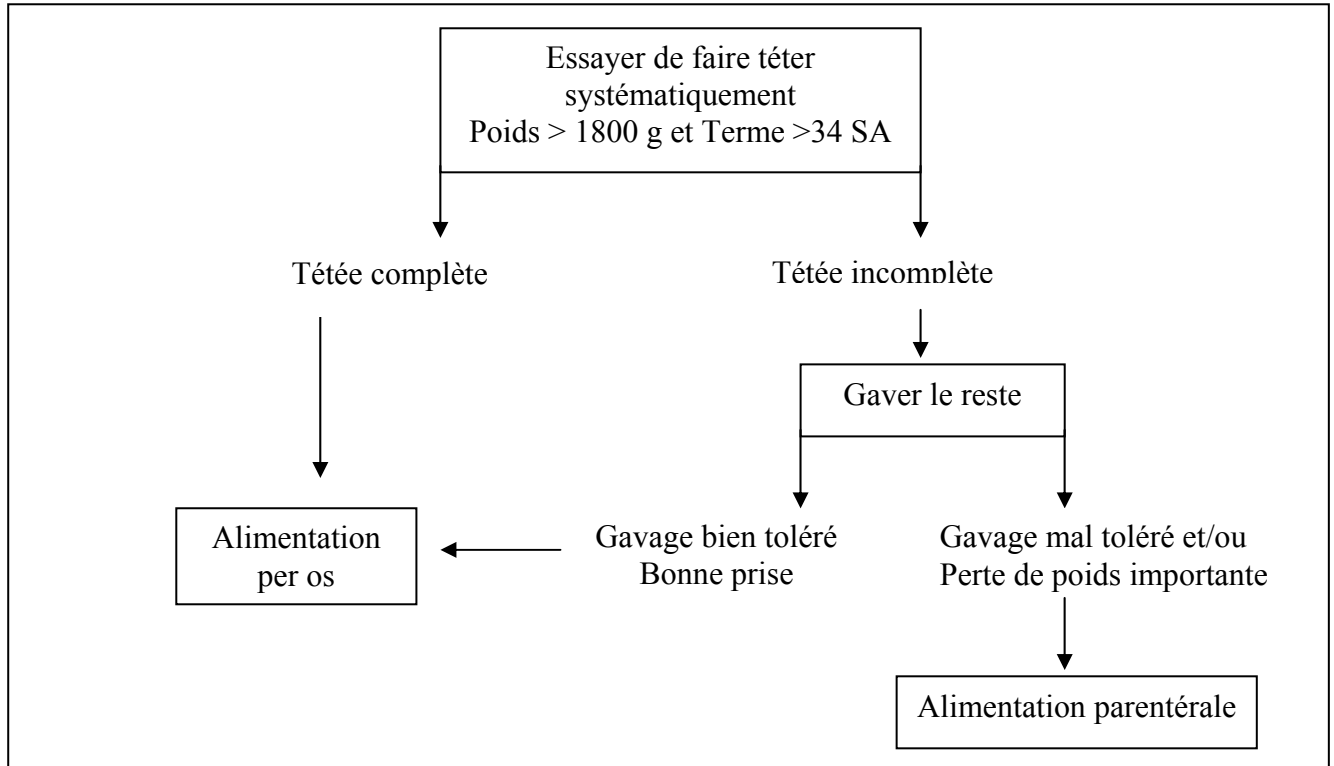 Essayer de faire téter
systématiquement
Poids > 1800 g et Terme >34 SA
Tétée complète
Tétée incomplète
Gaver le reste
Alimentation
per os
Gavage bien toléré
Bonne prise
Gavage mal toléré et/ou
Perte de poids importante
Alimentation parentérale